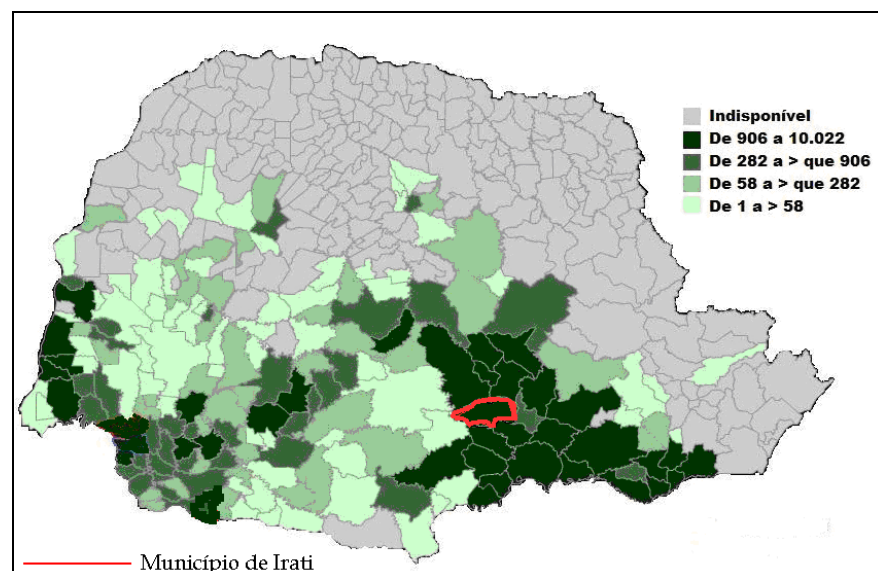 Indisponível
De 906 a 10.022
De 282 a > que 906
De 58 a > que 282
De 1 a > 58
Município de Irati